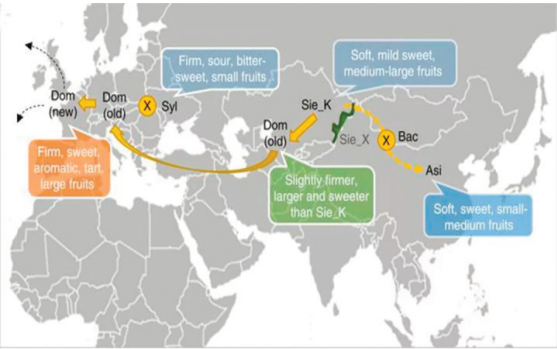 Firm, sour, bitter-
sweet, small fruits
Soft, mild sweet,
medium-large fruits
Dom
(new)
Dom
(old)
X Syl
Sie_K
Dom
(old)
Sie_X
X Bac
Asi
Firm, sweet,
aromatic, tart,
large fruits
Slightly firmer,
larger and sweeter
than Sie_K
Soft, sweet, small-
medium fruits